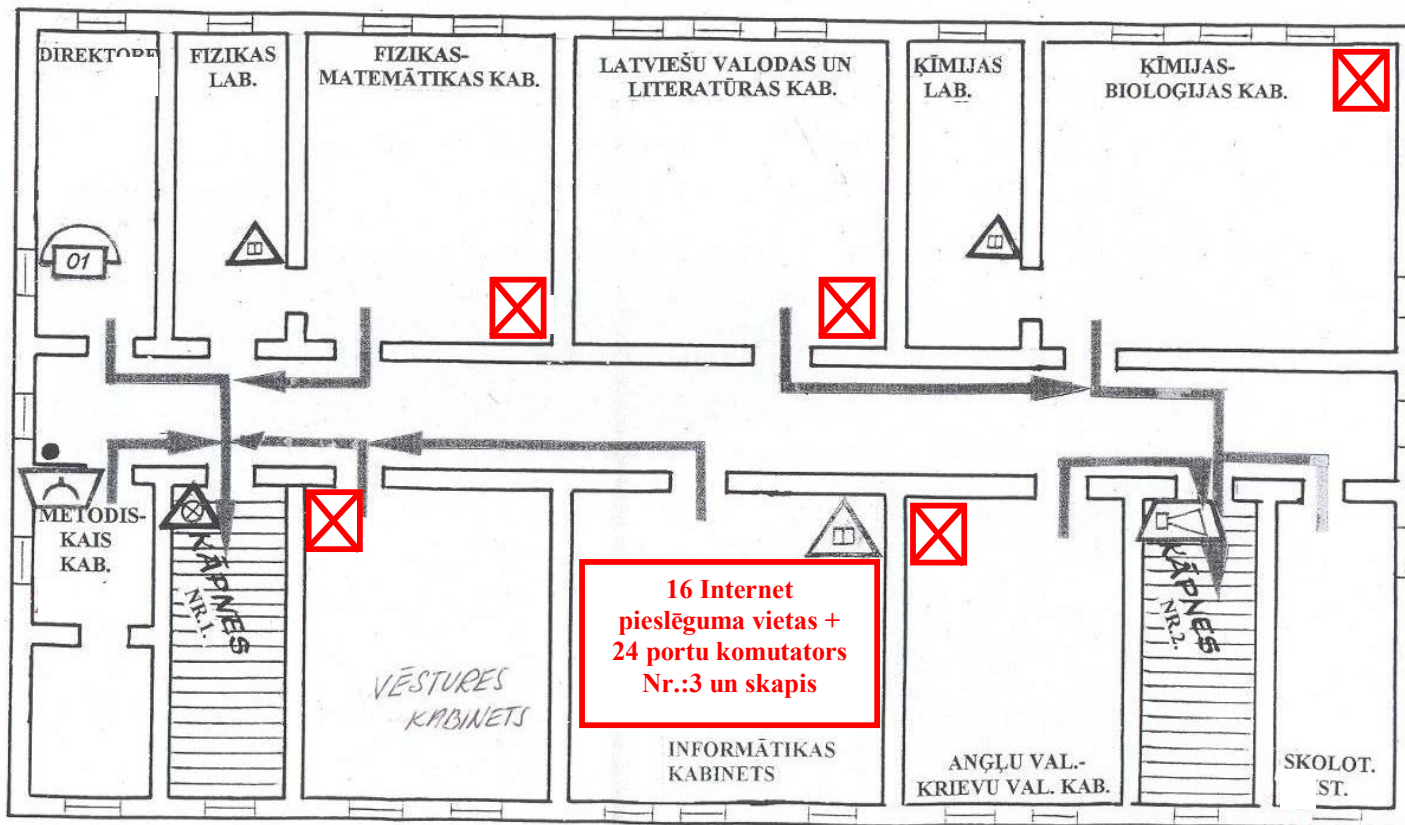 DIREKTORE
FIZIKAS
LAB.
FIZIKAS-
MATEMĀTIKAS KAB.
LATVIEŠU VALODAS UN
LITERATŪRAS KAB.
ĶĪMIJAS
LAB.
ĶĪMIJAS-
BIOLOĢIJAS KAB.
01
METODIS-
KAIS
KAB.
KĀPNES
NR.1.
VĒSTURES
KABINETS
16 Internet
pieslēguma vietas +
24 portu komutators
Nr.:3 un skapis
INFORMĀTIKAS
KABINETS
ANGĻU VAL.-
KRIEVU VAL. KAB.
KĀPNES
NR.2.
SKOLOT.
IST.